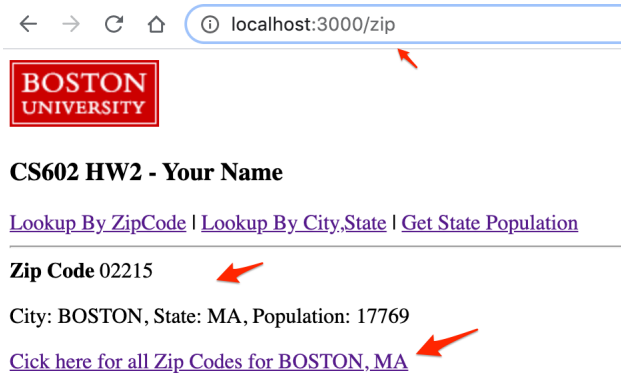 localhost:3000/zip
BOSTON
UNIVERSITY
CS602 HW2 - Your Name
Lookup By ZipCode | Lookup By City,State | Get State Population
Zip Code 02215
City: BOSTON, State: MA, Population: 17769
Cick here for all Zip Codes for BOSTON, MA